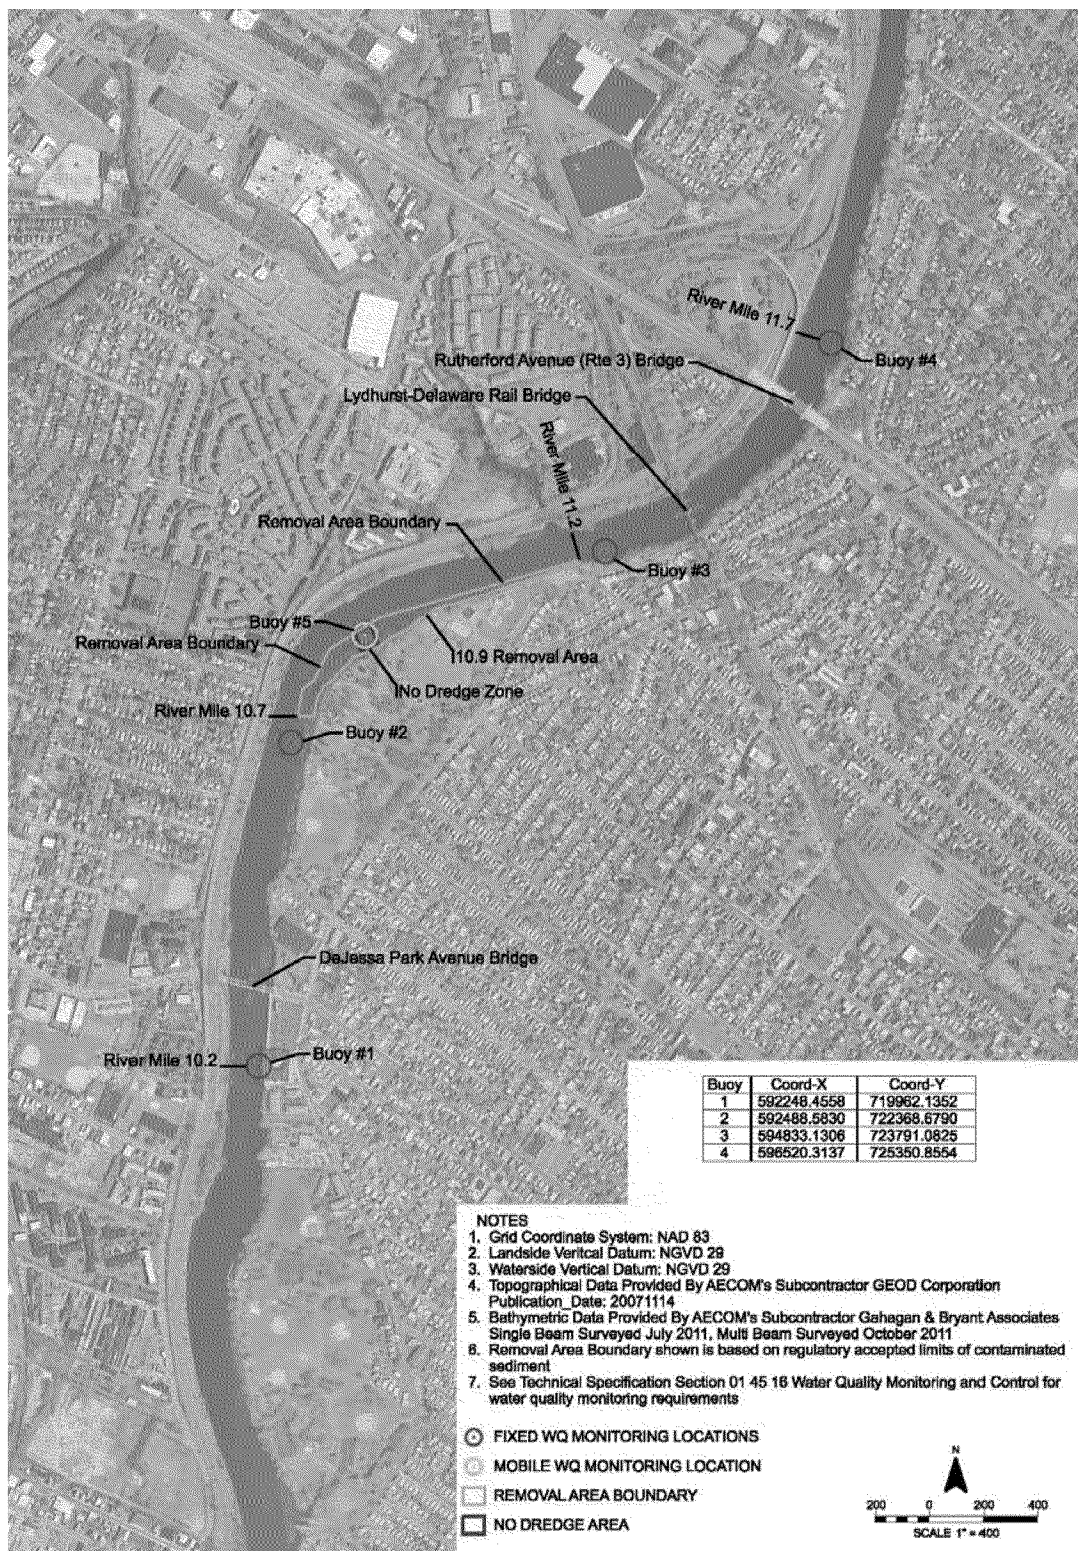 River Mile 11.7
Buoy #4
Rutherford Avenue (Rte 3) Bridge
Lydhurst-Delaware Rail Bridge
River Mile 11.2
Removal Area Boundary
Buoy #3
Buoy #5
Removal Area Boundary
10.9 Removal Area
No Dredge Zone
River Mile 10.7
Buoy #2
DeJessa Park Avenue Bridge
River Mile 10.2
Buoy #1
Buoy Coord-X Coord-Y
1 592248.4558 719962.1352
2 592488.5830 722368.6790
3 594833.1306 723791.0825
4 596520.3137 725350.8554
NOTES
1. Grid Coordinate System: NAD 83
2. Landside Veritcal Datum: NGVD 29
3. Waterside Vertical Datum: NGVD 29
4. Topographical Data Provided By AECOM's Subcontractor GEOD Corporation
Publication_Date: 20071114
5. Bathymetric Data Provided By AECOM's Subcontractor Gahagan & Bryant Associates
Single Beam Surveyed July 2011, Multi Beam Surveyed October 2011
6. Removal Area Boundary shown is based on regulatory accepted limits of contaminated
sediment
7. See Technical Specification Section 01 45 16 Water Quality Monitoring and Control for
water quality monitoring requirements
FIXED WQ MONITORING LOCATIONS
MOBILE WQ MONITORING LOCATION
REMOVAL AREA BOUNDARY
NO DREDGE AREA
N
200 0 200 400
SCALE 1" = 400